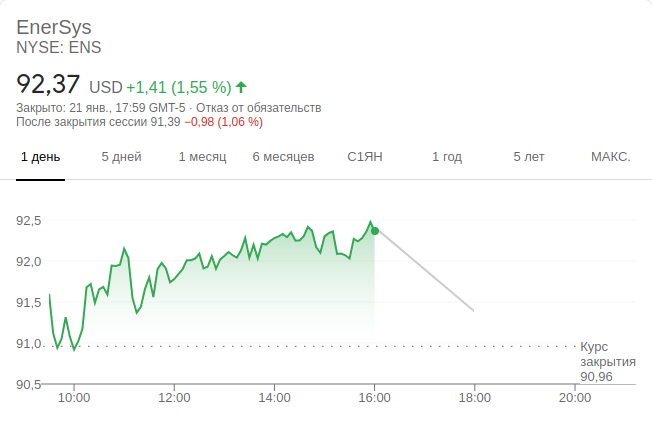 EnerSys
NYSE: ENS
92,37 USD +1,41 (1,55 %)
Закрыто: 21 янв., 17:59 GMT-5 · Отказ от обязательств
После закрытия сессии 91,39 −0,98 (1,06 %)
1 день 5 дней 1 месяц 6 месяцев С1ЯН 1 год 5 лет МАКС.
92,5
92,0
91,5
91,0
Курс
закрытия
90,96
90,5
10:00 12:00 14:00 16:00 18:00 20:00